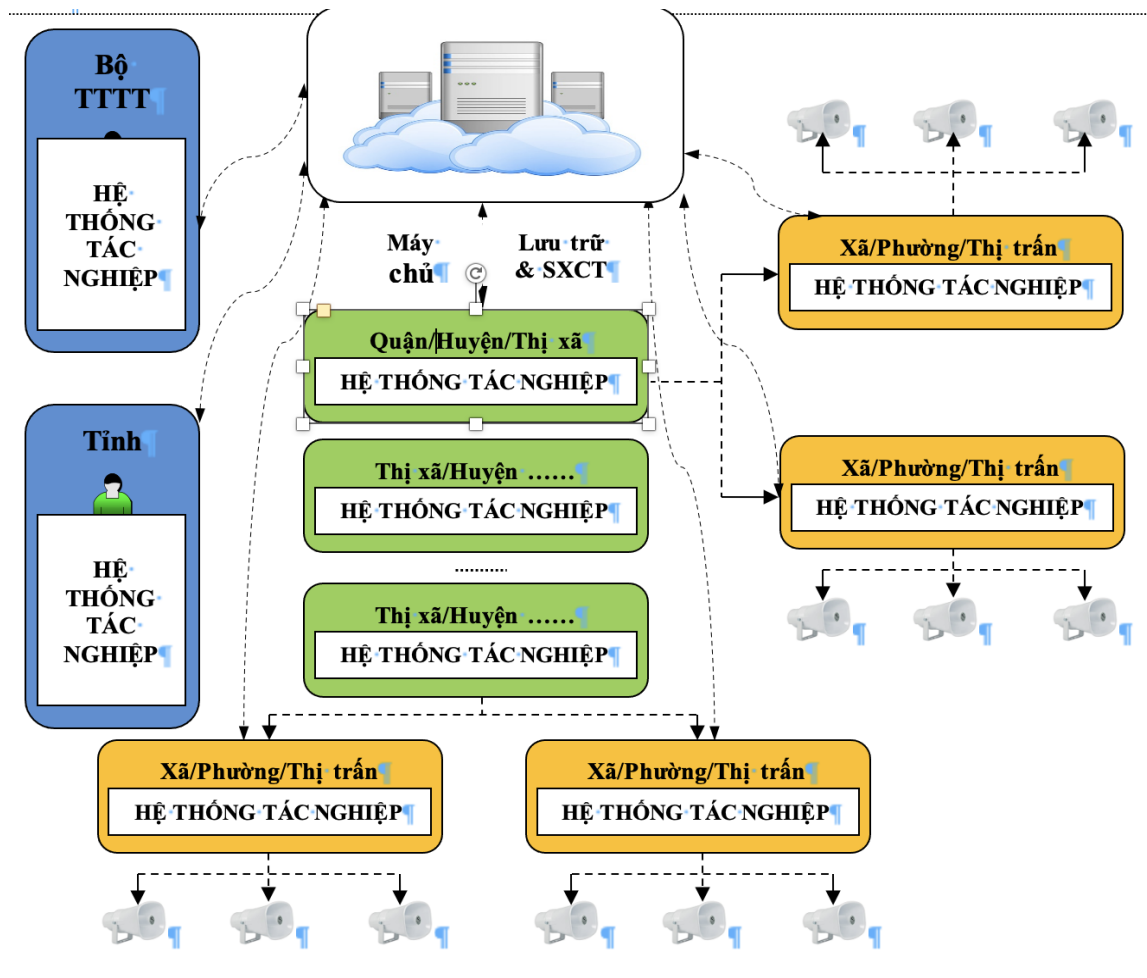 Bộ
TTTT
HỆ
THỐNG
TÁC
NGHIỆP
Máy
chủ
Lưu trữ
& SXCT
Xã/Phường/Thị trấn
HỆ THỐNG TÁC NGHIỆP
Quận/Huyện/Thị xã
HỆ THỐNG TÁC NGHIỆP
Tỉnh
HỆ
THỐNG
TÁC
NGHIỆP
Thị xã/Huyện ......
HỆ THỐNG TÁC NGHIỆP
Xã/Phường/Thị trấn
HỆ THỐNG TÁC NGHIỆP
..........
Thị xã/Huyện ......
HỆ THỐNG TÁC NGHIỆP
Xã/Phường/Thị trấn
HỆ THỐNG TÁC NGHIỆP
Xã/Phường/Thị trấn
HỆ THỐNG TÁC NGHIỆP